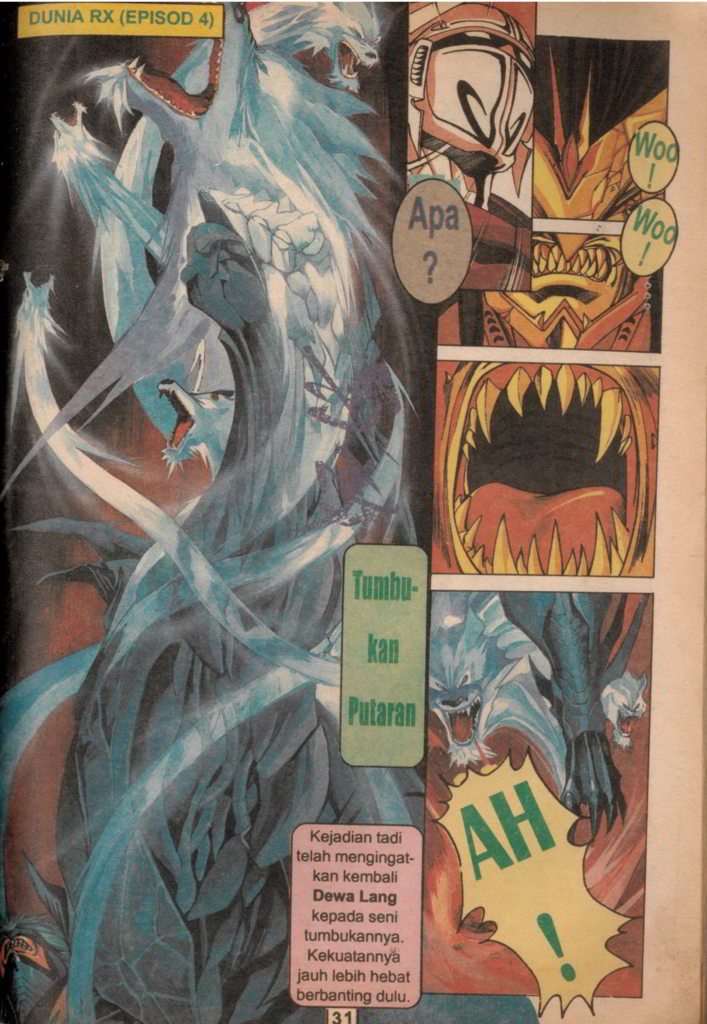 DUNIA RX (EPISOD 4)
Apa
?
Woo
!
Woo
!
Tumbu-
kan
Putaran
AH
!
Kejadian tadi
telah mengingat-
kan kembali
Dewa Lang
kepada seni
tumbukannya.
Kekuatannya
jauh lebih hebat
berbanting dulu.
31